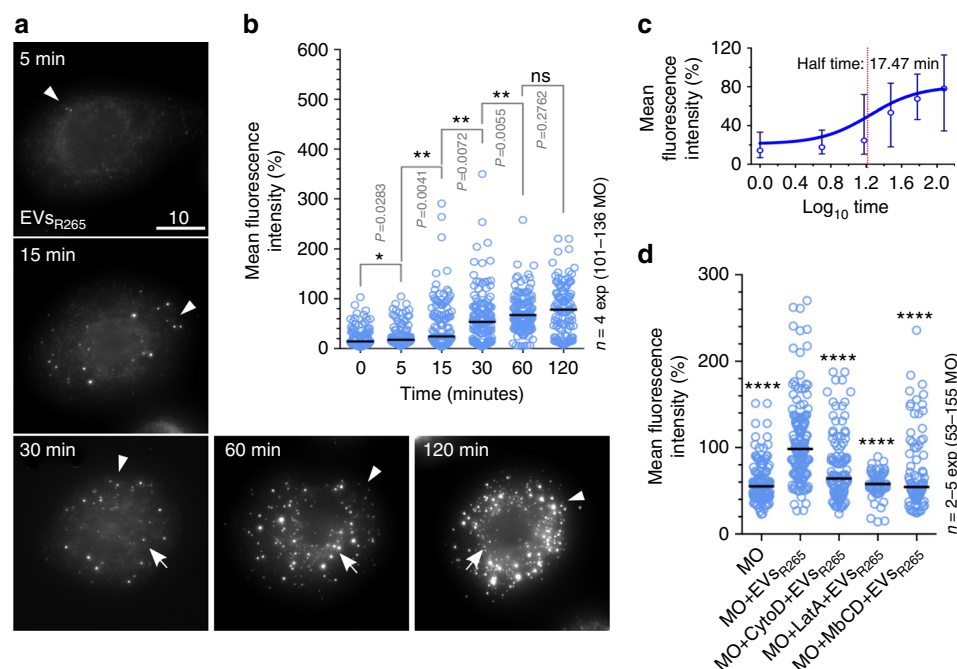 a
5 min
EVsR265
10
15 min
30 min
60 min
120 min
b
Mean fluorescence
intensity (%)
600
500
400
300
200
100
0
*
P=0.0283
**
P=0.0041
**
P=0.0072
**
P=0.0055
ns
P=0.2762
0 5 15 30 60 120
Time (minutes)
n = 4 exp (101–136 MO)
c
Mean
fluorescence
intensity (%)
120
80
40
0
Half time: 17.47 min
0.0 0.4 0.8 1.2 1.6 2.0
Log10 time
d
Mean fluorescence
intensity (%)
300
200
100
0
****
****
****
****
MO
MO+EVsR265
MO+CytoD+EVsR265
MO+LatA+EVsR265
MO+MbCD+EVsR265
n = 2–5 exp (53–155 MO)